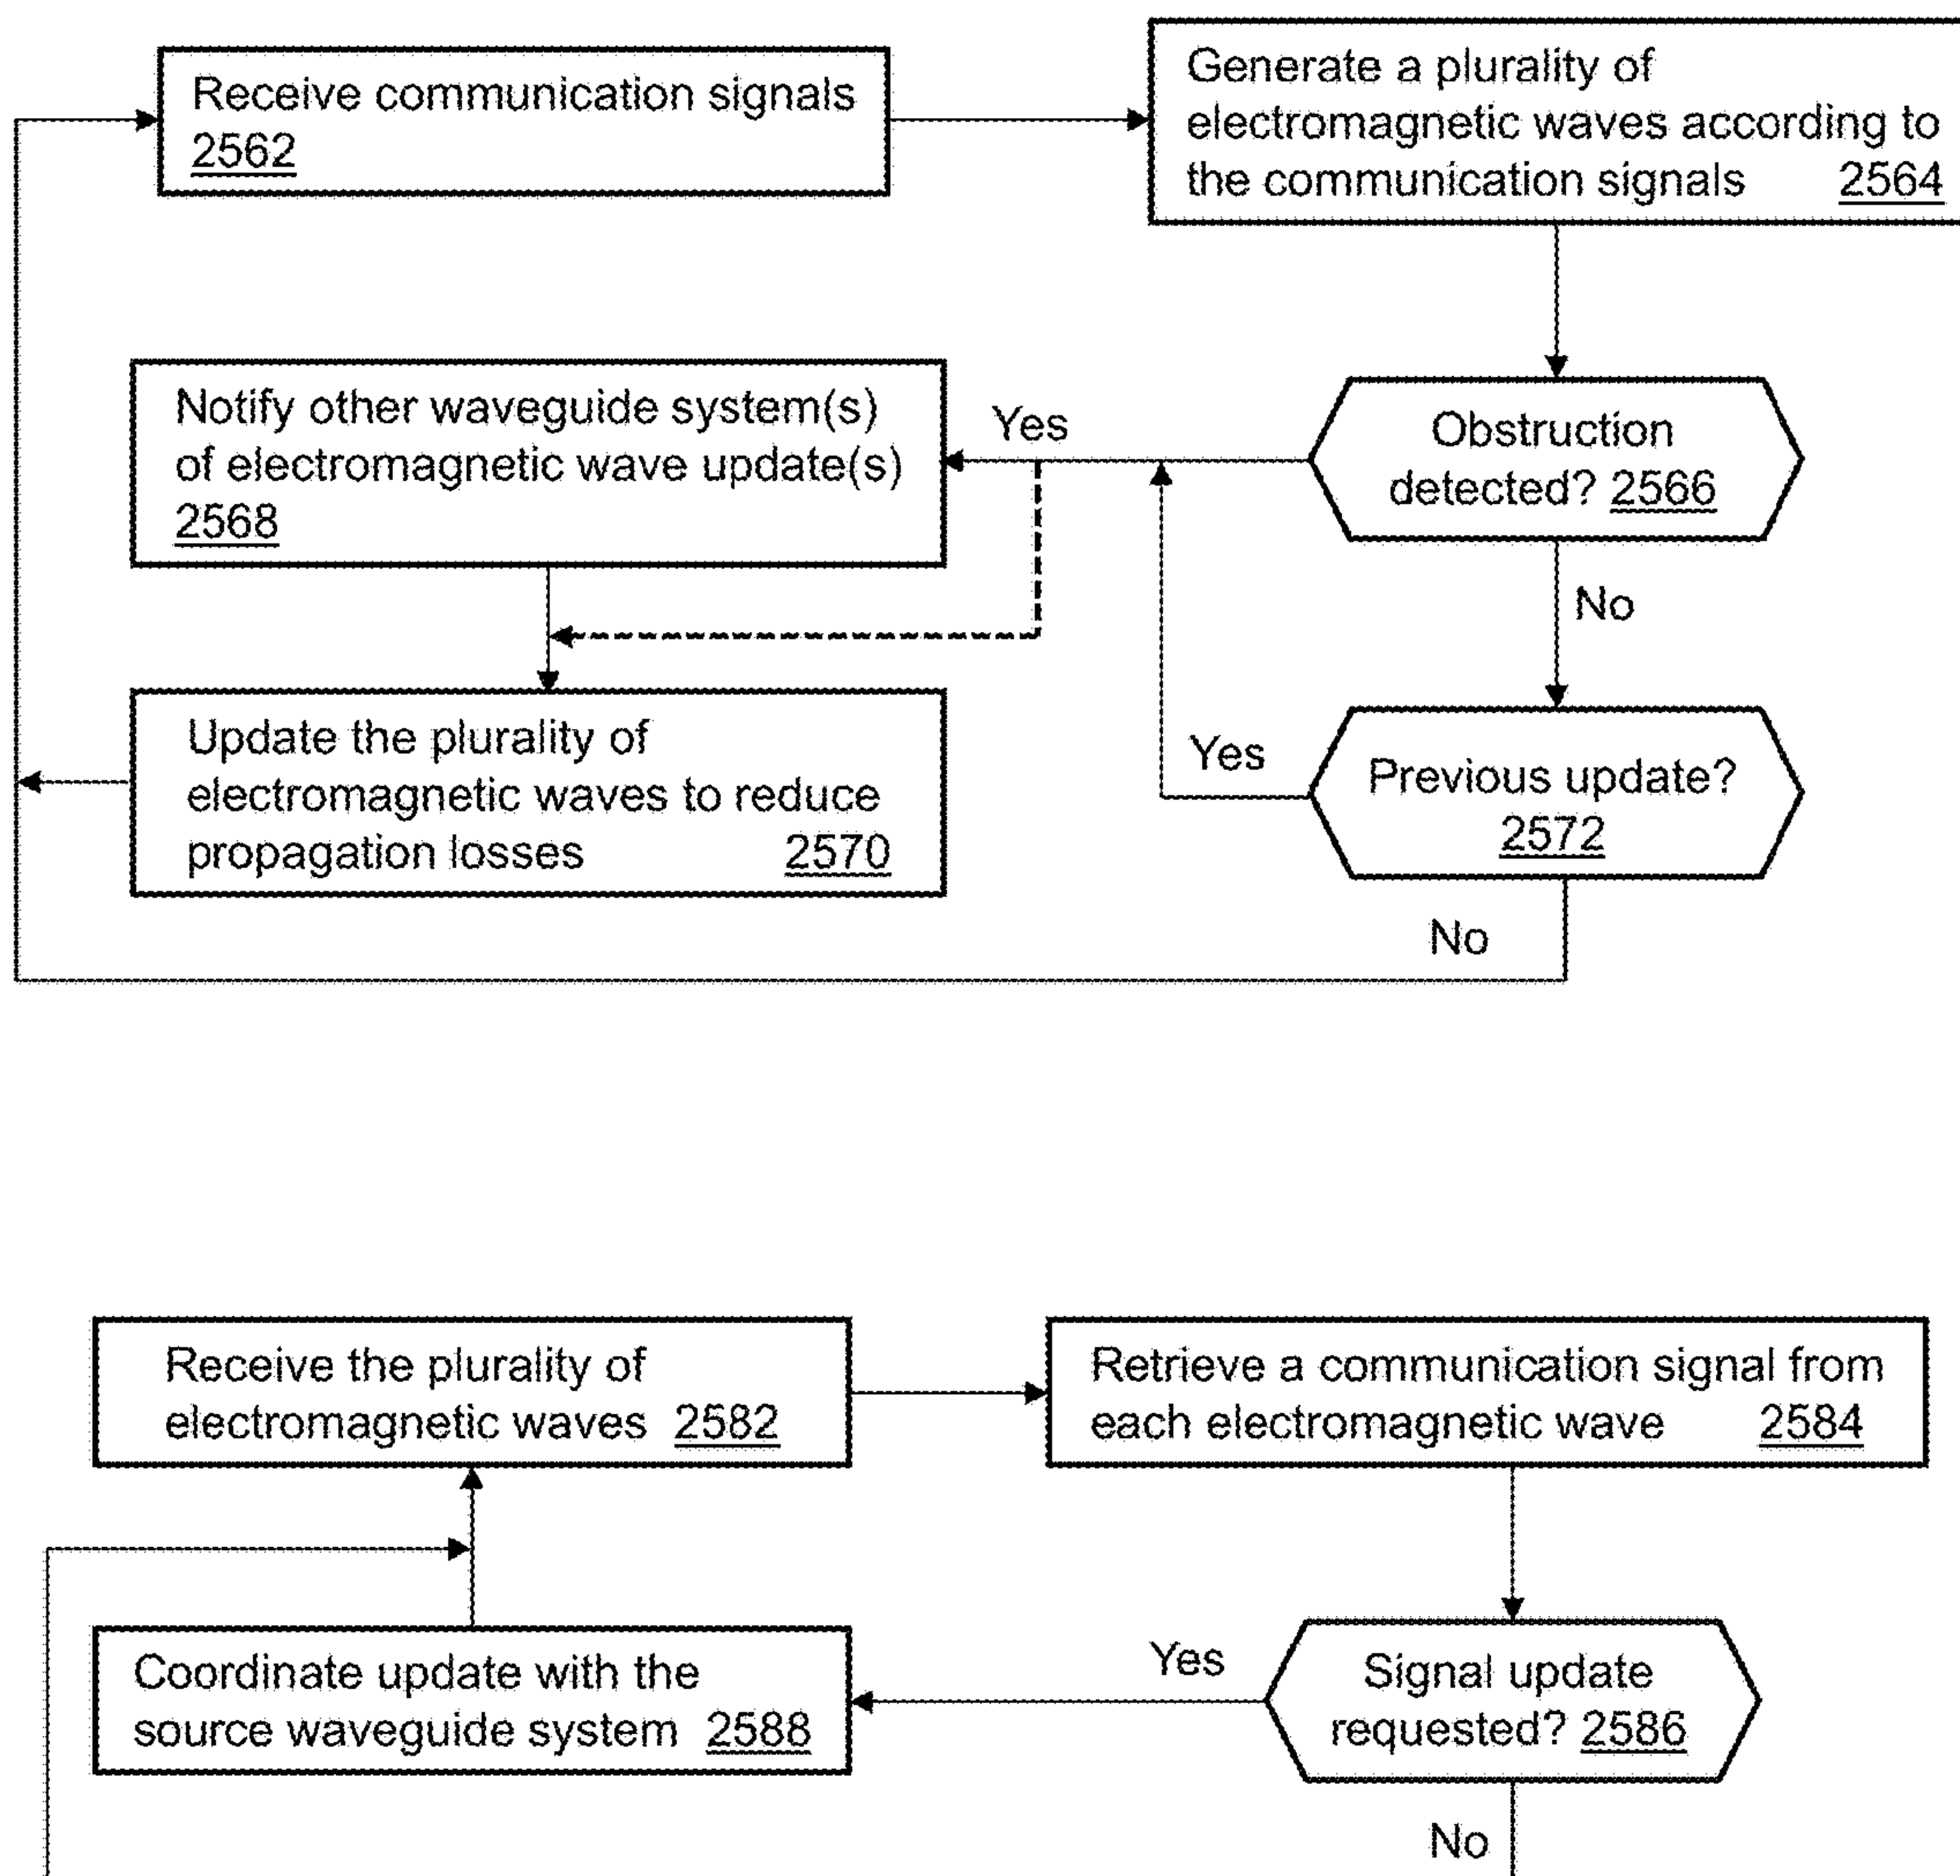 Receive communication signals
2562
Generate a plurality of
electromagnetic waves according to
the communication signals 2564
Notify other waveguide system(s)
of electromagnetic wave update(s)
2568
Yes
Obstruction
detected? 2566
No
Update the plurality of
electromagnetic waves to reduce
propagation losses 2570
Yes
Previous update?
2572
No
Receive the plurality of
electromagnetic waves 2582
Retrieve a communication signal from
each electromagnetic wave 2584
Coordinate update with the
source waveguide system 2588
Yes
Signal update
requested? 2586
No